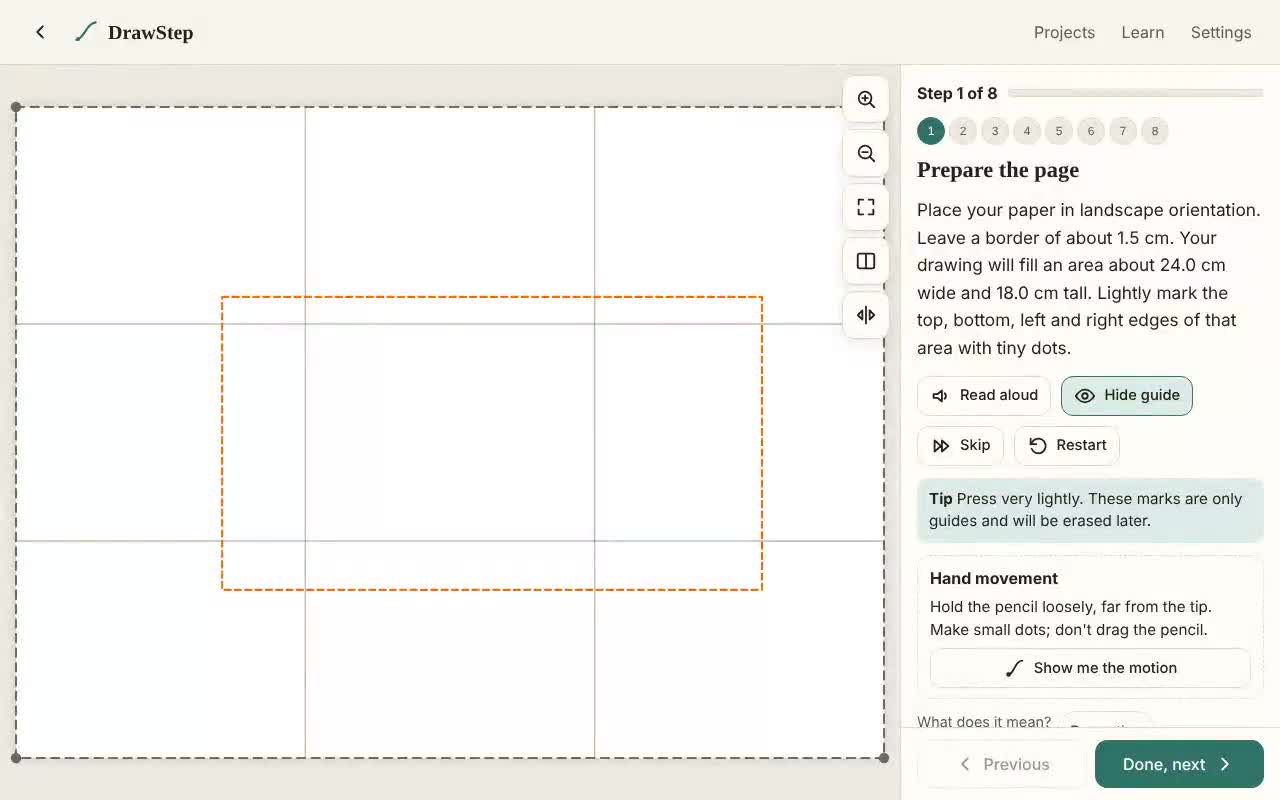 DrawStep
Projects Learn Settings
Step 1 of 8
1 2 3 4 5 6 7 8
Prepare the page
Place your paper in landscape orientation.
Leave a border of about 1.5 cm. Your
drawing will fill an area about 24.0 cm
wide and 18.0 cm tall. Lightly mark the
top, bottom, left and right edges of that
area with tiny dots.
Read aloud Hide guide
Skip Restart
Tip Press very lightly. These marks are only
guides and will be erased later.
Hand movement
Hold the pencil loosely, far from the tip.
Make small dots; don't drag the pencil.
Show me the motion
What does it mean?
Previous Done, next